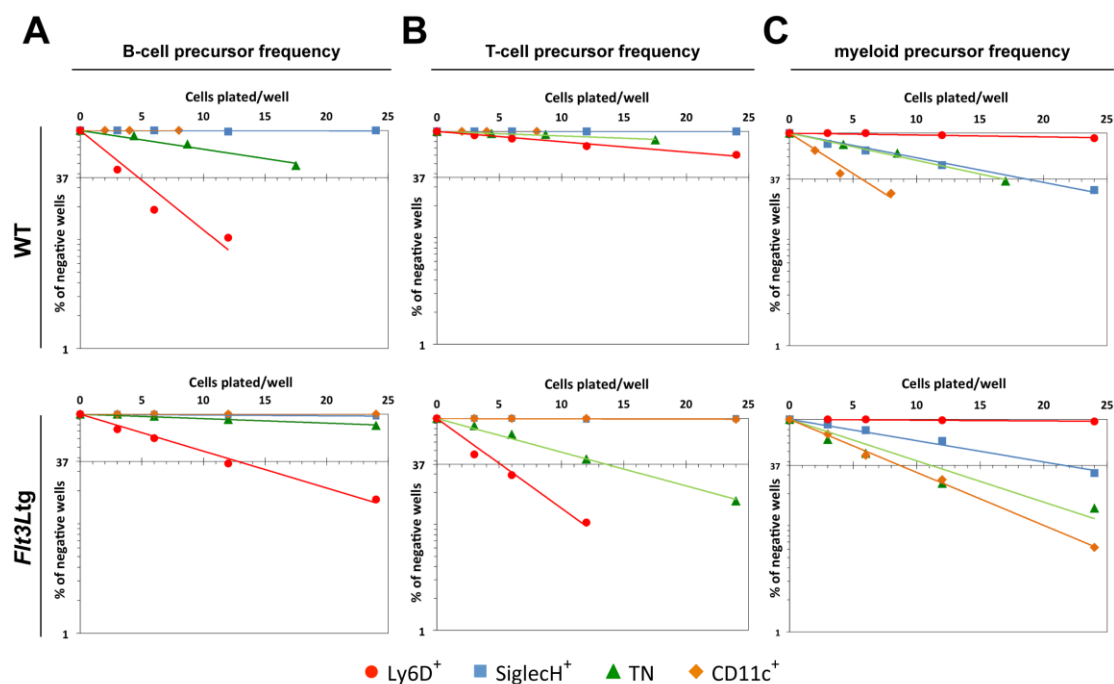 A
B
C
B-cell precursor frequency
T-cell precursor frequency
myeloid precursor frequency
WT
Cells plated/well
0 5 10 15 20 25
37
% of negative wells
1
Cells plated/well
0 5 10 15 20 25
37
% of negative wells
1
Cells plated/well
0 5 10 15 20 25
37
% of negative wells
1
Flt3Ltg
Cells plated/well
0 5 10 15 20 25
37
% of negative wells
1
Cells plated/well
0 5 10 15 20 25
37
% of negative wells
1
Cells plated/well
0 5 10 15 20 25
37
% of negative wells
1
Ly6D+ SiglecH+ TN CD11c+